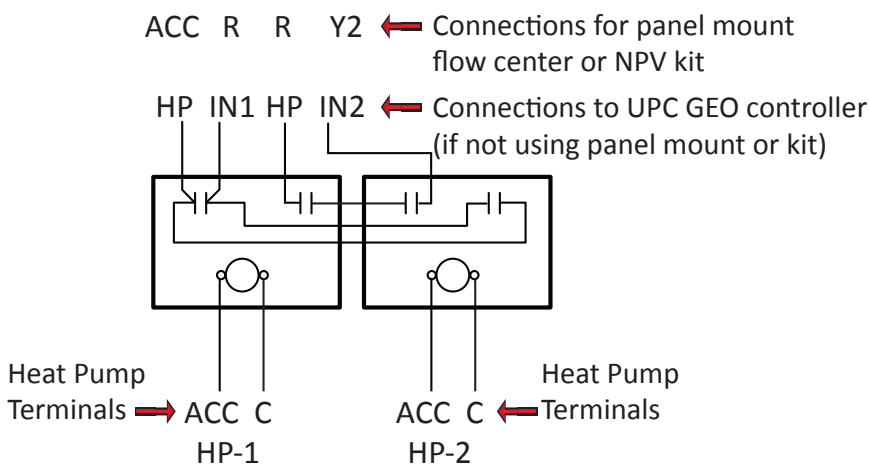 ACC R R Y2 Connections for panel mount
flow center or NPV kit
HP IN1 HP IN2 Connections to UPC GEO controller
(if not using panel mount or kit)
Heat Pump
Terminals
ACC C
HP-1
ACC C
HP-2
Heat Pump
Terminals